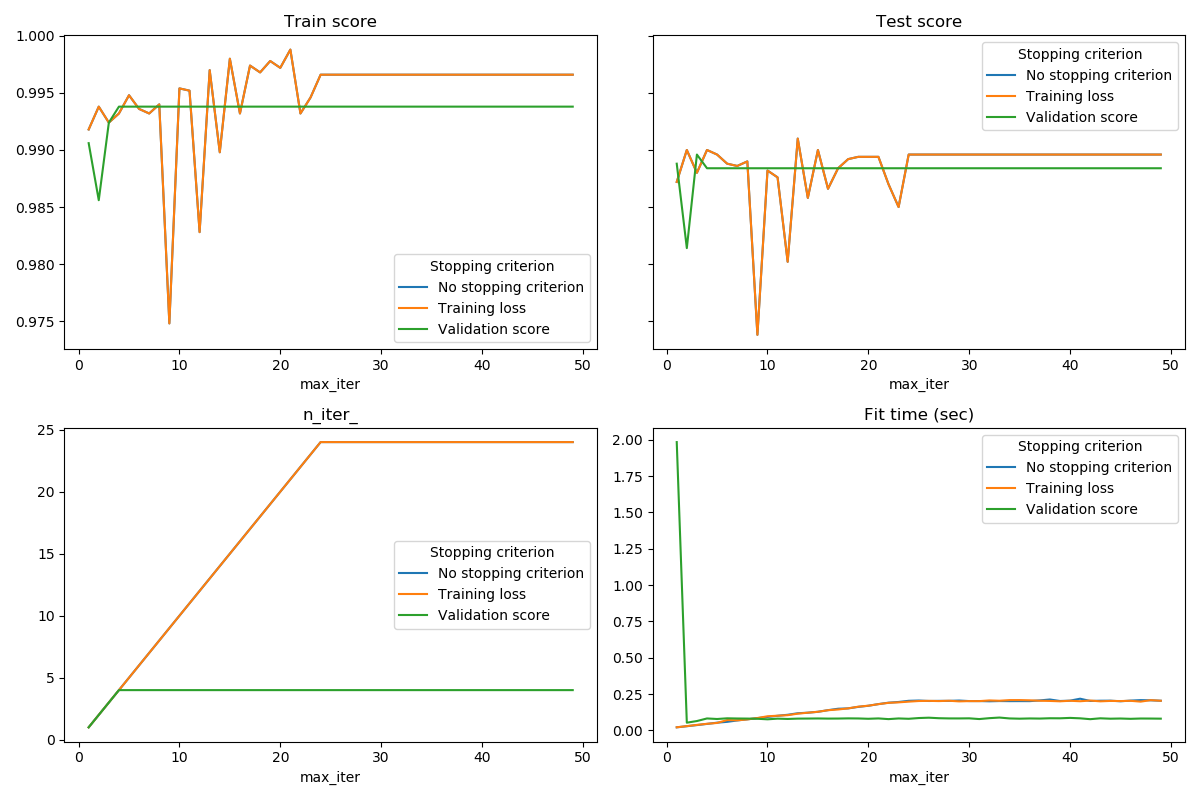 Train score
1.000
0.995
0.990
0.985
0.980
0.975
Stopping criterion
No stopping criterion
Training loss
Validation score
0 10 20 30 40 50
max_iter
Test score
Stopping criterion
No stopping criterion
Training loss
Validation score
0 10 20 30 40 50
max_iter
n_iter_
25
20
15
10
5
0
Stopping criterion
No stopping criterion
Training loss
Validation score
0 10 20 30 40 50
max_iter
Fit time (sec)
2.00
1.75
1.50
1.25
1.00
0.75
0.50
0.25
0.00
Stopping criterion
No stopping criterion
Training loss
Validation score
0 10 20 30 40 50
max_iter